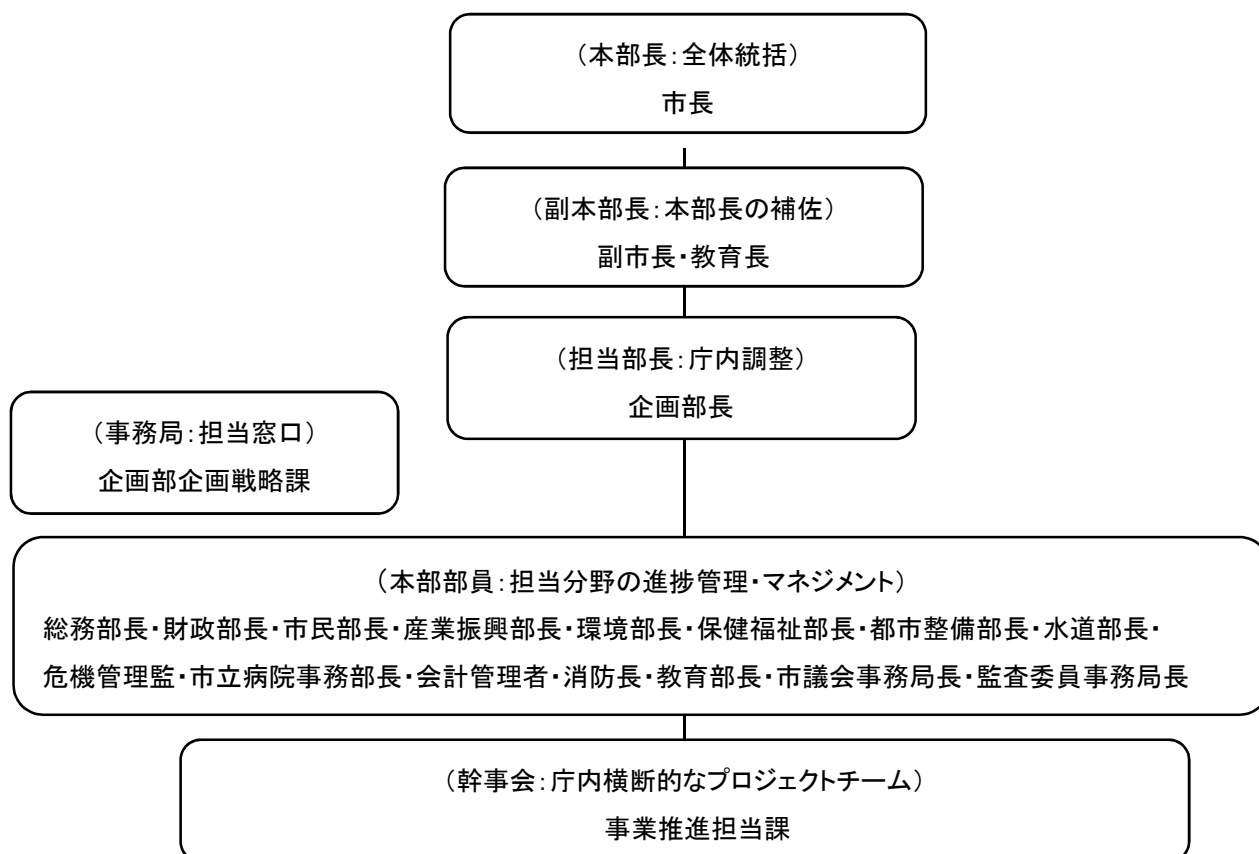 （本部長：全体統括）
市長
（副本部長：本部長の補佐）
副市長・教育長
（担当部長：庁内調整）
企画部長
（事務局：担当窓口）
企画部企画戦略課
（本部部員：担当分野の進捗管理・マネジメント）
総務部長・財政部長・市民部長・産業振興部長・環境部長・保健福祉部長・都市整備部長・水道部長・
危機管理監・市立病院事務部長・会計管理者・消防長・教育部長・市議会事務局長・監査委員事務局長
（幹事会：庁内横断的なプロジェクトチーム）
事業推進担当課